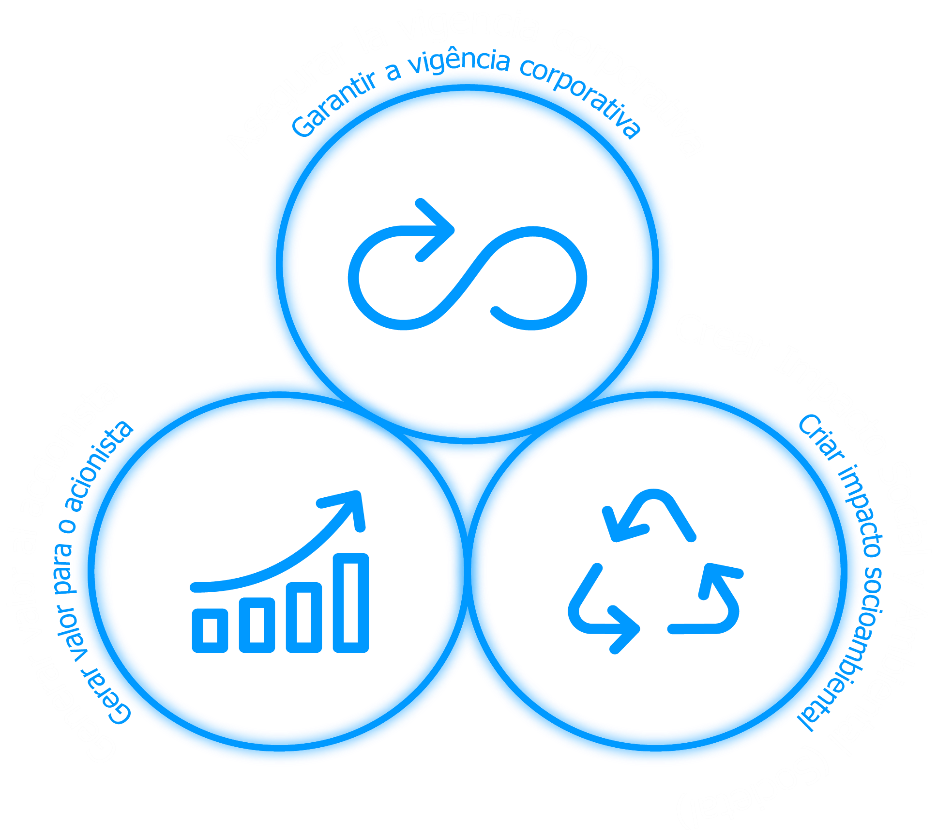 Garantir a vigência corporativa
Gerar valor para o acionista
Criar impacto socioambiental